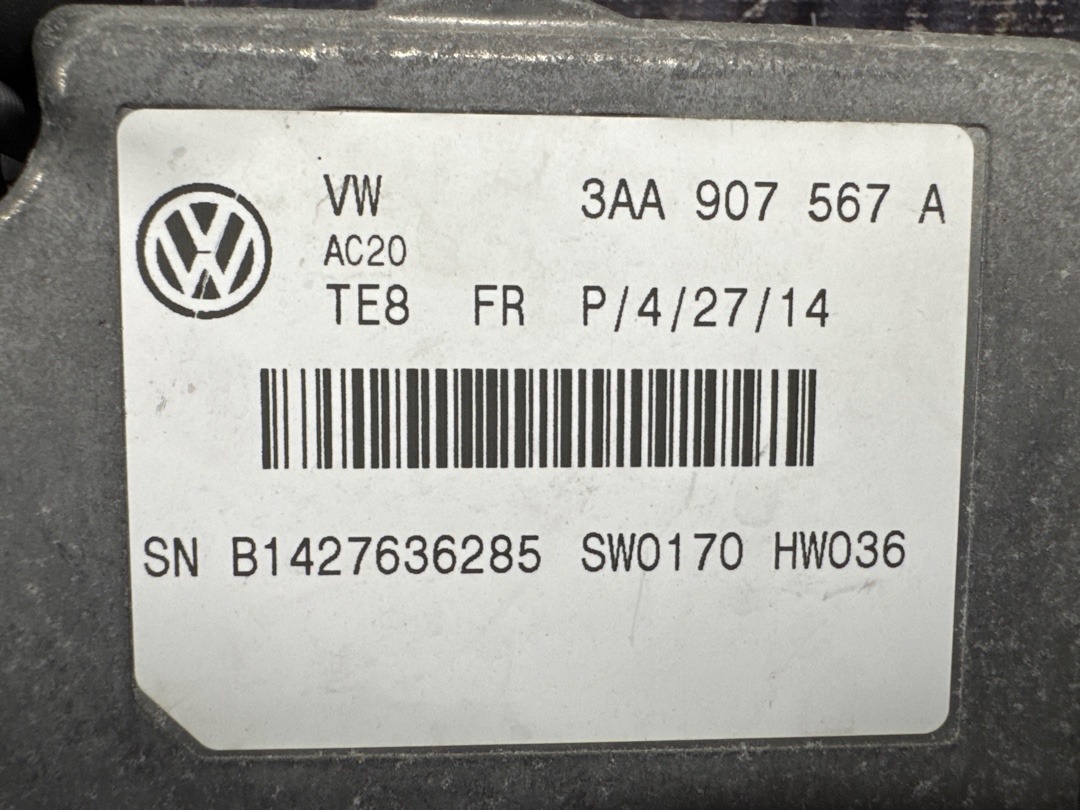 VW 3AA 907 567 A
AC20
TE8 FR P/4/27/14
SN B1427636285 SW0170 HW036